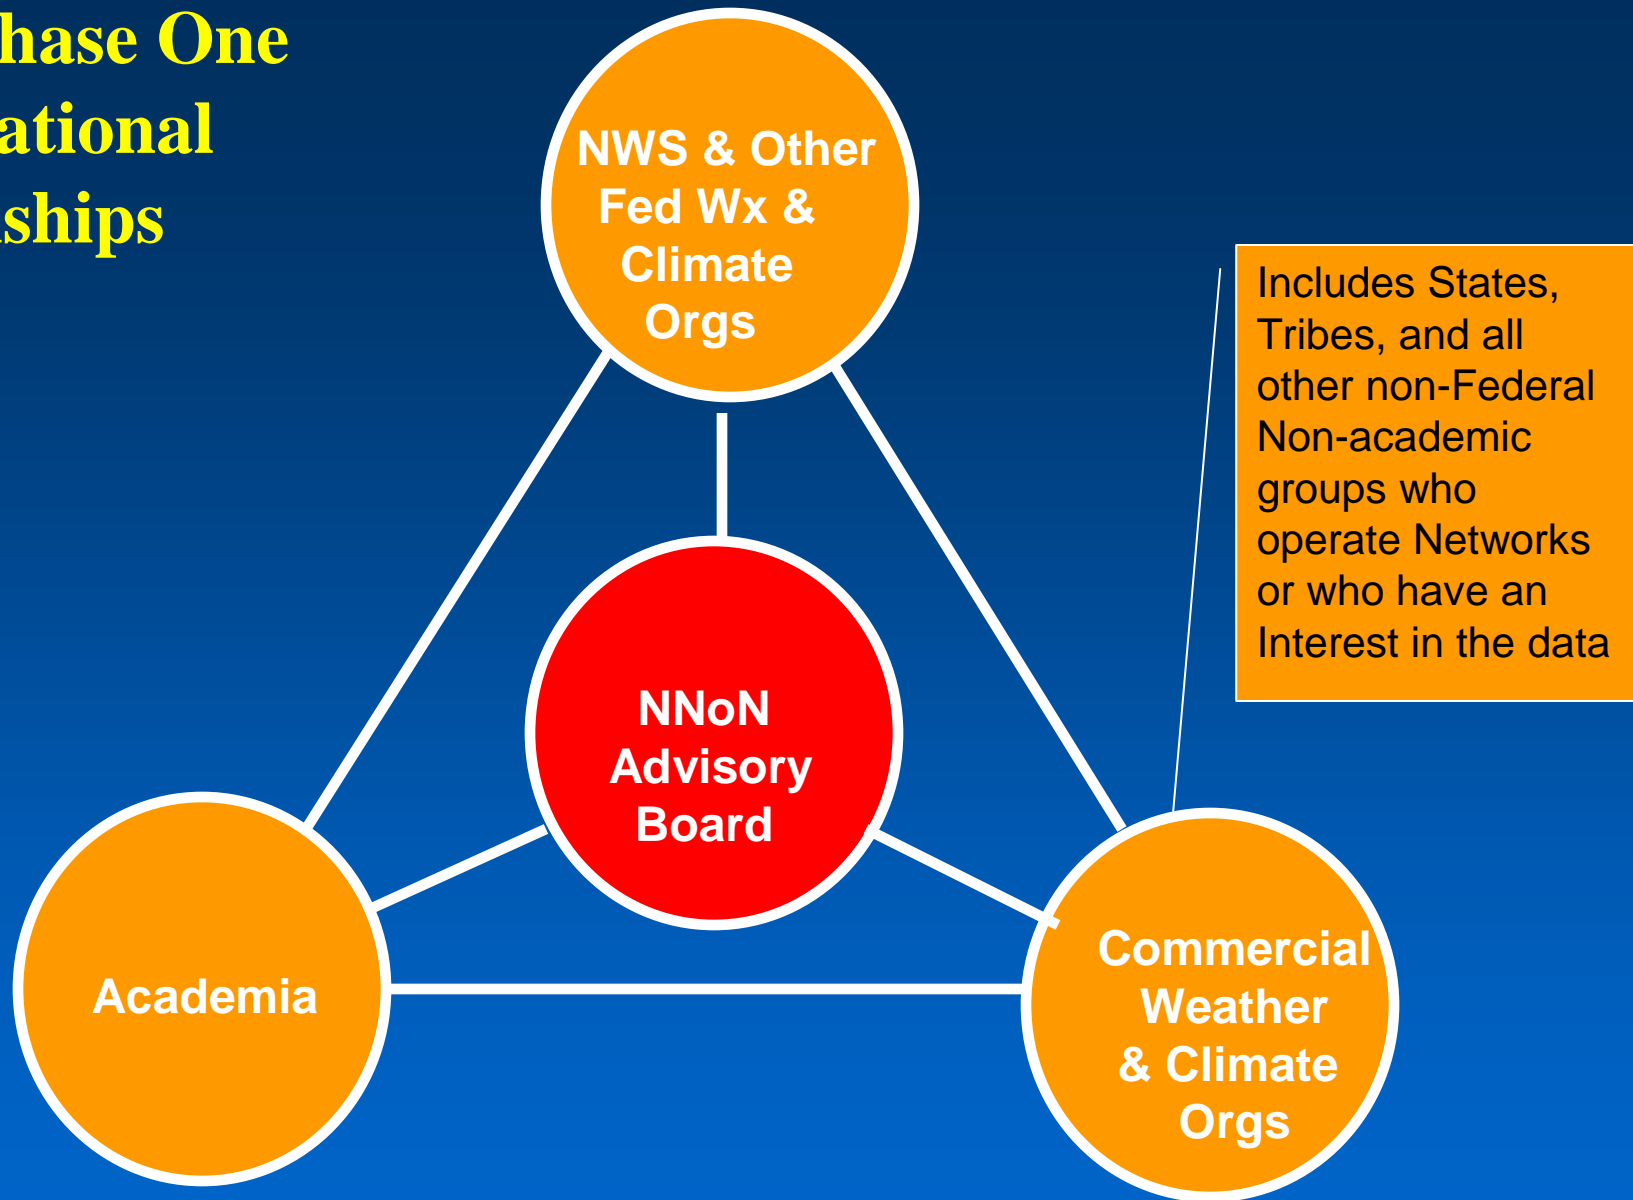 hase One
ational
ships
NWS & Other
Fed Wx &
Climate
Orgs
Includes States,
Tribes, and all
other non-Federal
Non-academic
groups who
operate Networks
or who have an
Interest in the data
NNoN
Advisory
Board
Academia
Commercial
Weather
& Climate
Orgs